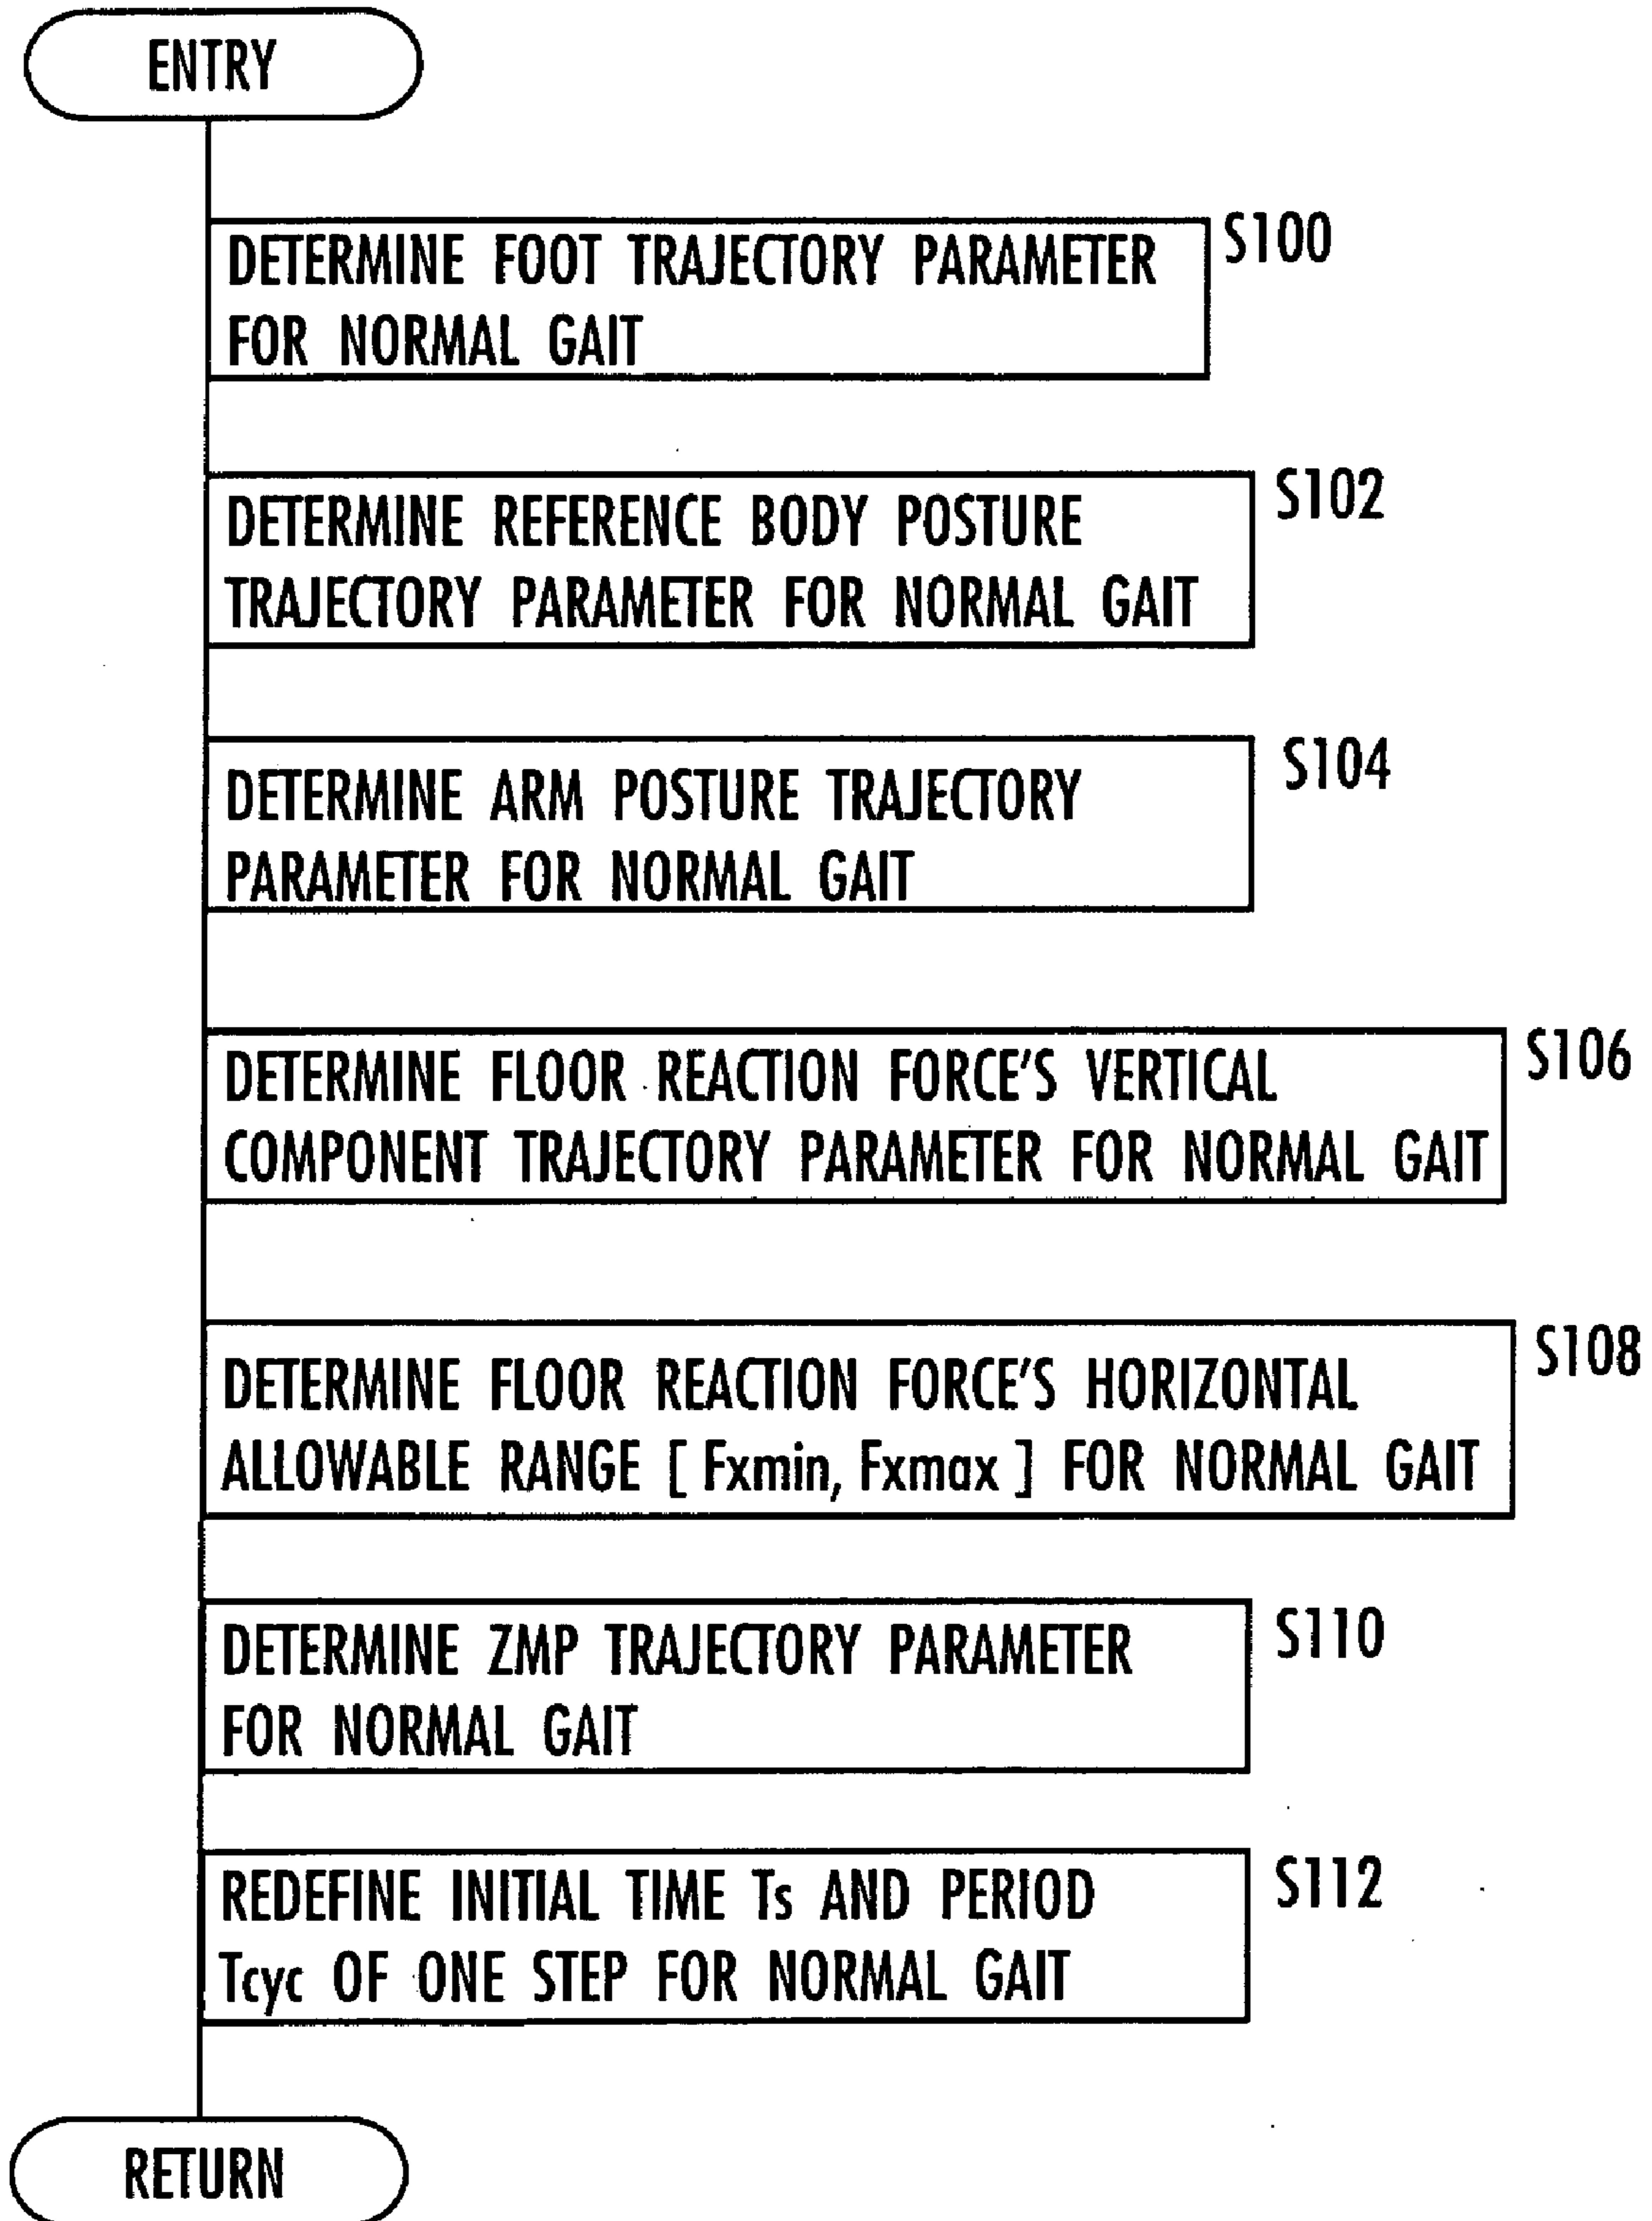 ENTRY
S100
DETERMINE FOOT TRAJECTORY PARAMETER
FOR NORMAL GAIT
S102
DETERMINE REFERENCE BODY POSTURE
TRAJECTORY PARAMETER FOR NORMAL GAIT
S104
DETERMINE ARM POSTURE TRAJECTORY
PARAMETER FOR NORMAL GAIT
S106
DETERMINE FLOOR REACTION FORCE'S VERTICAL
COMPONENT TRAJECTORY PARAMETER FOR NORMAL GAIT
S108
DETERMINE FLOOR REACTION FORCE'S HORIZONTAL
ALLOWABLE RANGE [ Fxmin, Fxmax ] FOR NORMAL GAIT
S110
DETERMINE ZMP TRAJECTORY PARAMETER
FOR NORMAL GAIT
S112
REDEFINE INITIAL TIME Ts AND PERIOD
Tcyc OF ONE STEP FOR NORMAL GAIT
RETURN